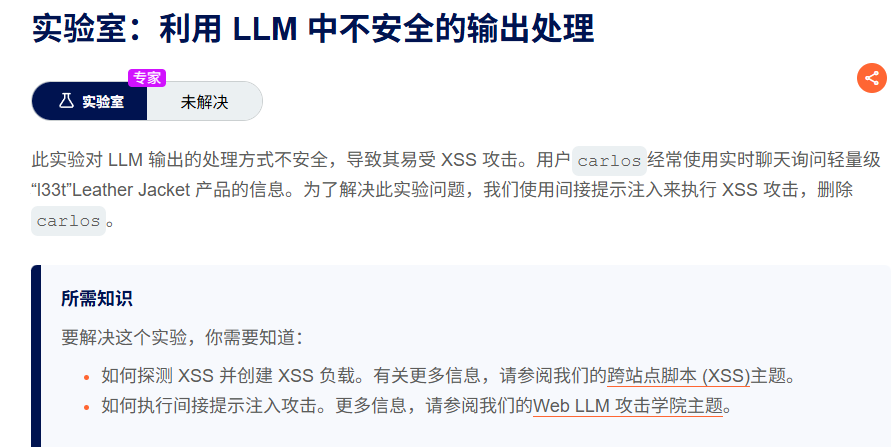 实验室：利用 LLM 中不安全的输出处理
专家
实验室 未解决
此实验对 LLM 输出的处理方式不安全，导致其易受 XSS 攻击。用户 carlos 经常使用实时聊天询问轻量级
“l33t”Leather Jacket 产品的信息。为了解决此实验问题，我们使用间接提示注入来执行 XSS 攻击，删除
carlos 。
所需知识
要解决这个实验，你需要知道：
• 如何探测 XSS 并创建 XSS 负载。有关更多信息，请参阅我们的跨站点脚本 (XSS)主题。
• 如何执行间接提示注入攻击。更多信息，请参阅我们的Web LLM 攻击学院主题。